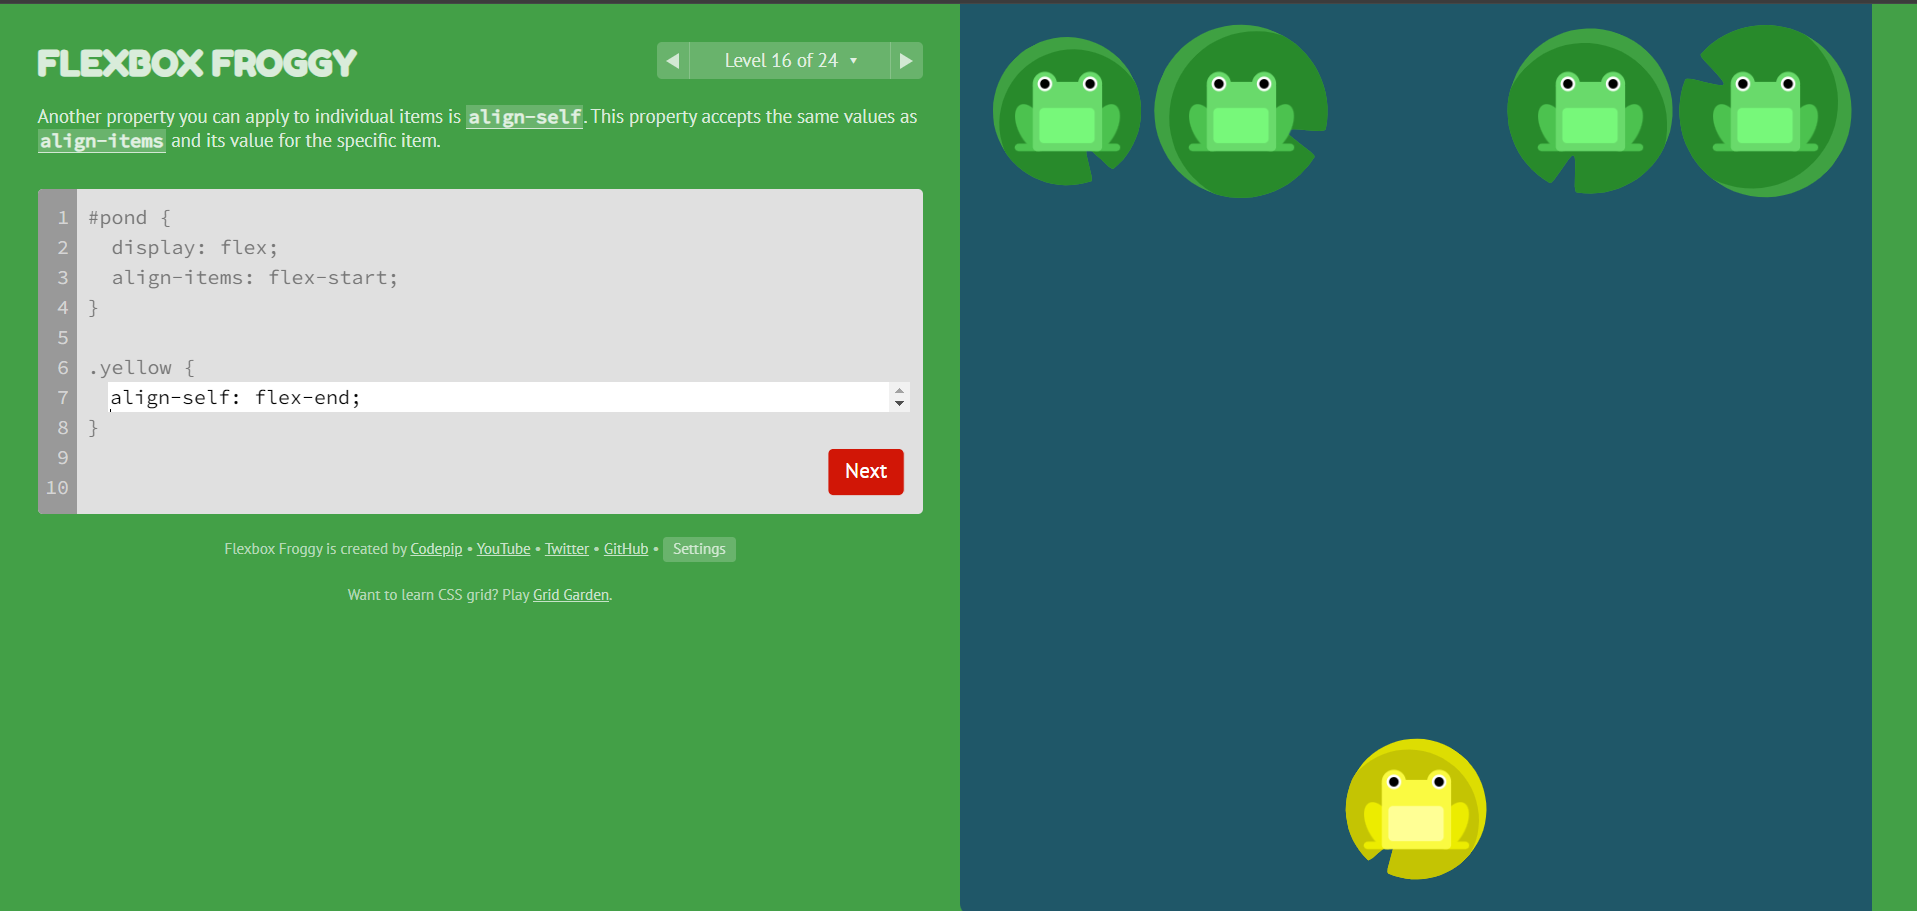 FLEXBOX FROGGY
◀ Level 16 of 24 ▼ ▶
Another property you can apply to individual items is align-self. This property accepts the same values as
align-items and its value for the specific item.
1 #pond {
2   display: flex;
3   align-items: flex-start;
4 }
5
6 .yellow {
7   align-self: flex-end;
8 }
9
10
Next
Flexbox Froggy is created by Codepip • YouTube • Twitter • GitHub • Settings
Want to learn CSS grid? Play Grid Garden.